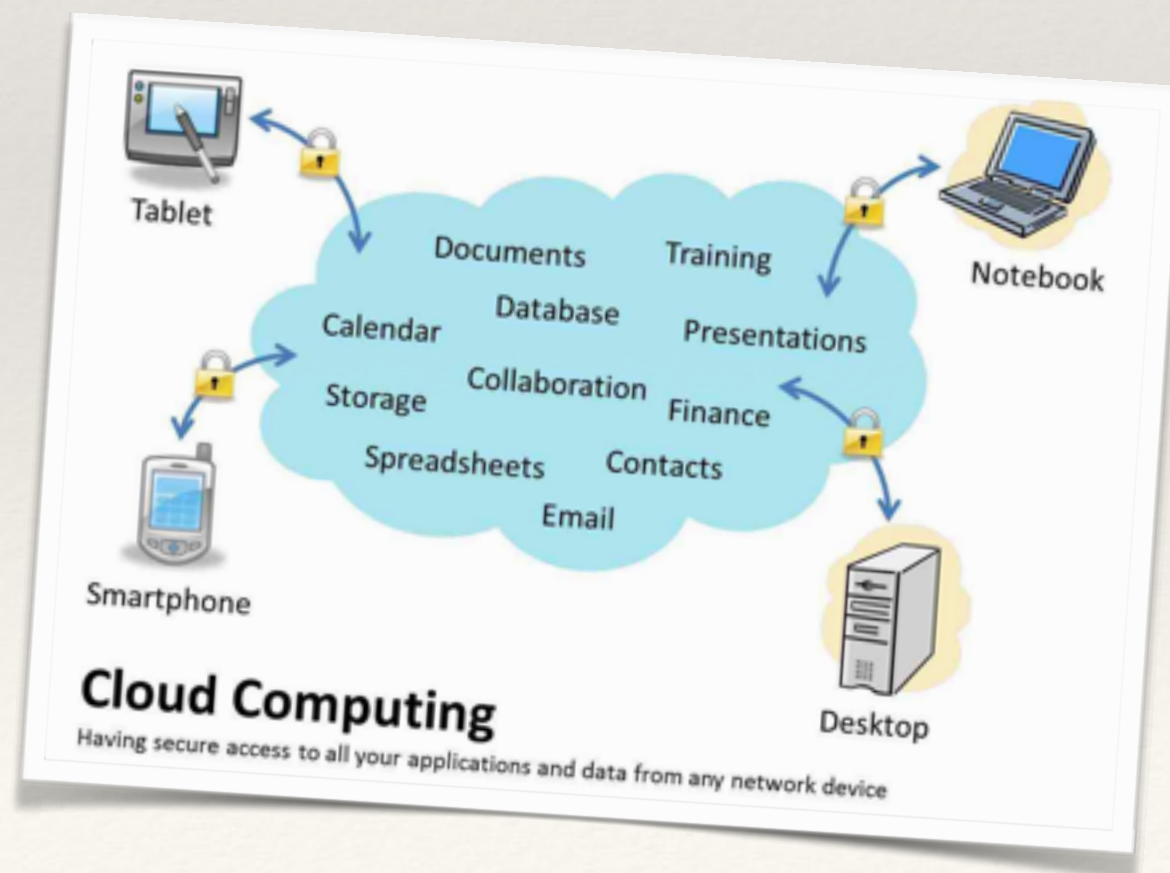 Tablet
Notebook
Documents
Training
Database
Calendar
Presentations
Collaboration
Storage
Finance
Spreadsheets
Contacts
Email
Smartphone
Desktop
Cloud Computing
Having secure access to all your applications and data from any network device